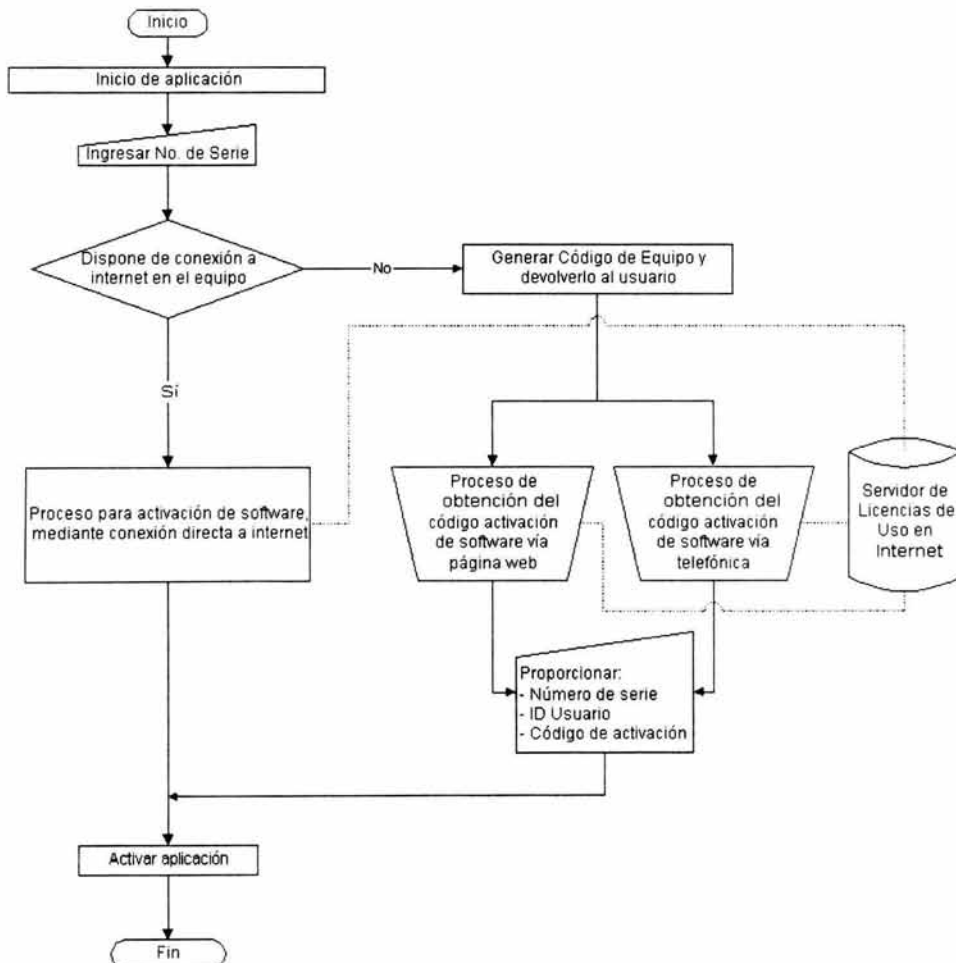 Inicio
Inicio de aplicación
Ingresar No. de Serie
Dispone de conexión a
internet en el equipo
No
Generar Código de Equipo y
devolverlo al usuario
Sí
Proceso para activación de software,
mediante conexión directa a internet
Proceso de
obtención del
código activación
de software vía
página web
Proceso de
obtención del
código activación
de software vía
telefónica
Servidor de
Licencias de
Uso en
Internet
Proporcionar:
- Número de serie
- ID Usuario
- Código de activación
Activar aplicación
Fin